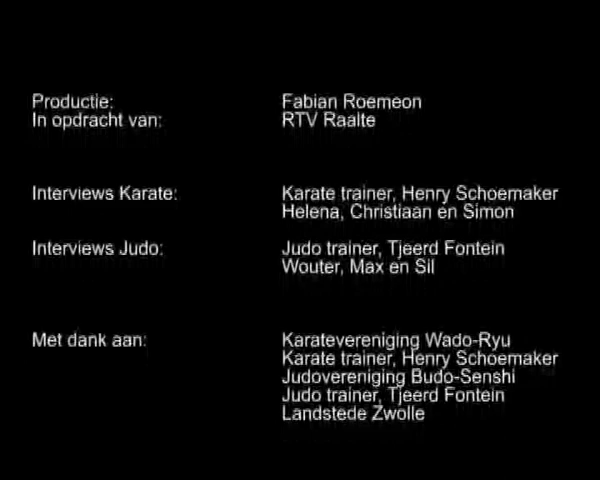 Productie: Fabian Roemeon
In opdracht van: RTV Raalte
Interviews Karate: Karate trainer, Henry Schoemaker
Helena, Christiaan en Simon
Interviews Judo: Judo trainer, Tjeerd Fontein
Wouter, Max en Sil
Met dank aan: Karatevereniging Wado-Ryu
Karate trainer, Henry Schoemaker
Judovereniging Budo-Senshi
Judo trainer, Tjeerd Fontein
Landstede Zwolle